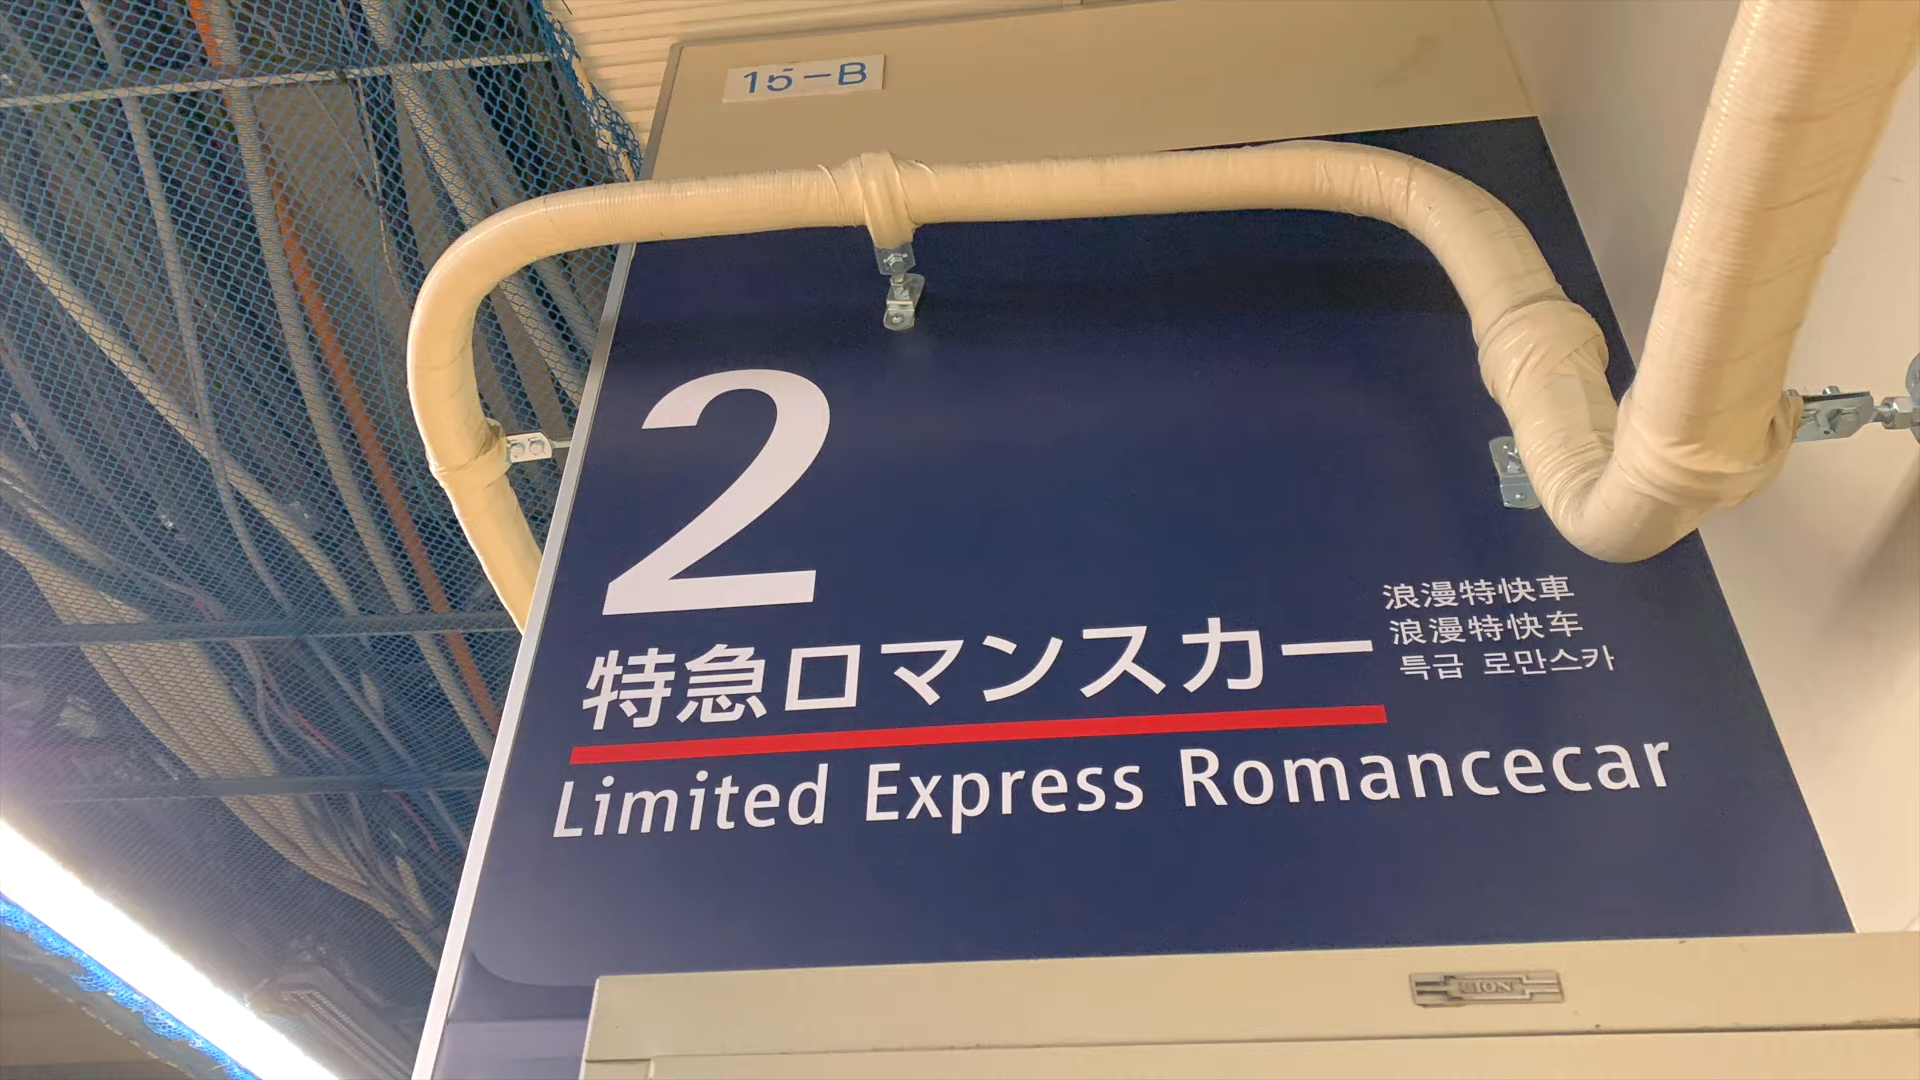 15-B
2
特急ロマンスカー
浪漫特快車
浪漫特快车
특급 로만스카
Limited Express Romancecar
LION